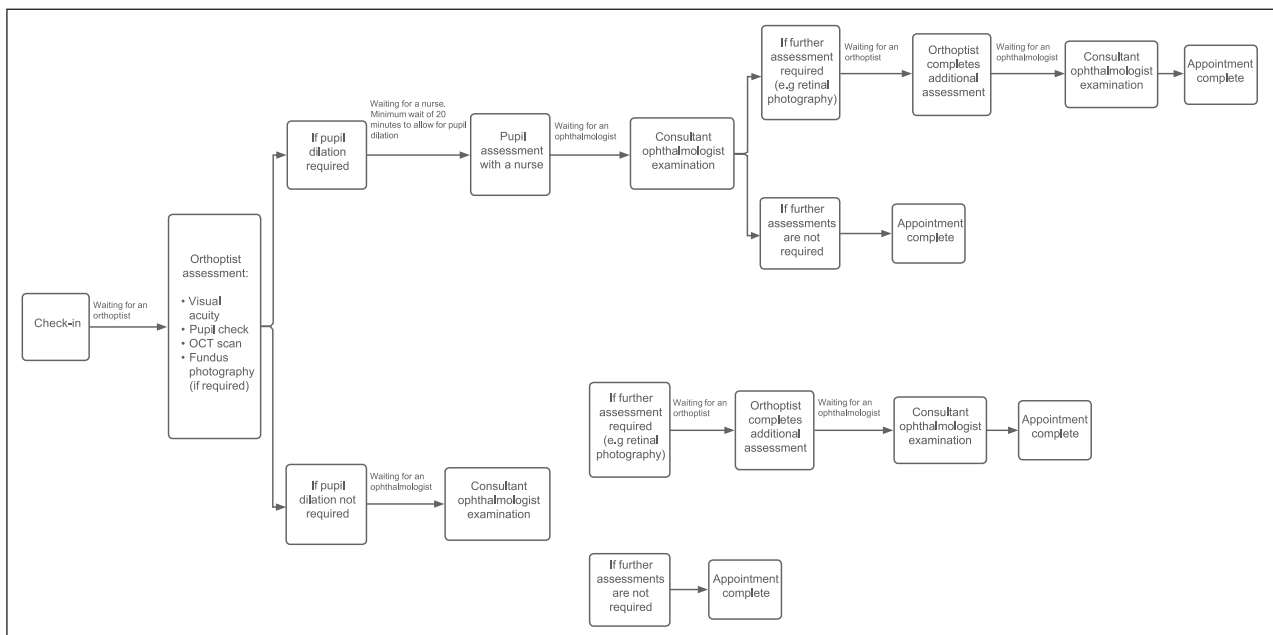 Check-in
Waiting for an
orthoptist
Orthoptist
assessment:
• Visual
acuity
• Pupil check
• OCT scan
• Fundus
photography
(if required)
If pupil
dilation
required
Waiting for a nurse.
Minimum wait of 20
minutes to allow for pupil
dilation
Pupil
assessment
with a nurse
Waiting for an
ophthalmologist
Consultant
ophthalmologist
examination
If further
assessment
required
(e.g retinal
photography)
Waiting for an
orthoptist
Orthoptist
completes
additional
assessment
Waiting for an
ophthalmologist
Consultant
ophthalmologist
examination
Appointment
complete
If further
assessments
are not
required
Appointment
complete
If pupil
dilation not
required
Waiting for an
ophthalmologist
Consultant
ophthalmologist
examination
If further
assessment
required
(e.g retinal
photography)
Waiting for an
orthoptist
Orthoptist
completes
additional
assessment
Waiting for an
ophthalmologist
Consultant
ophthalmologist
examination
Appointment
complete
If further
assessments
are not
required
Appointment
complete